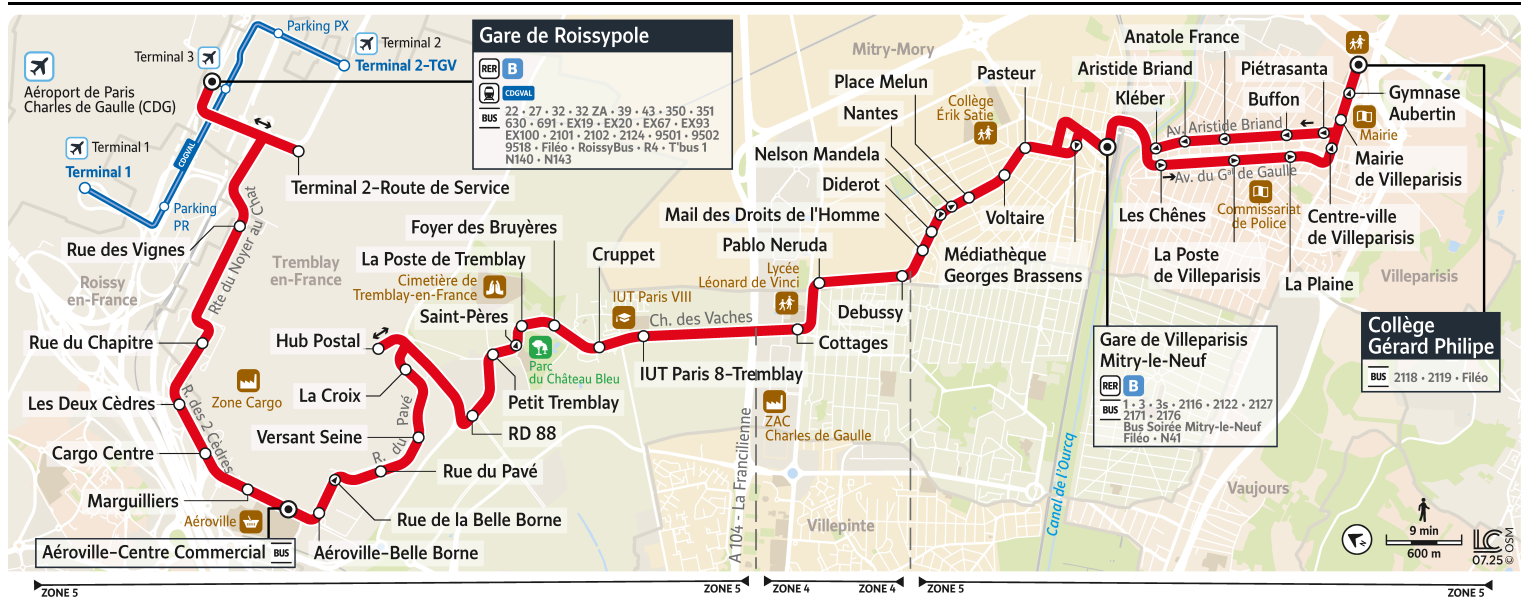 Parking PX
Terminal 3
Terminal 2
Terminal 2-TGV
Aéroport de Paris
Charles de Gaulle (CDG)
Terminal 1
Terminal 1
CDGVAL
Parking
PR
Gare de Roissypole
RER B
CDGVAL
BUS
22 • 27 • 32 • 32 ZA • 39 • 43 • 350 • 351
630 • 691 • EX19 • EX20 • EX67 • EX93
EX100 • 2101 • 2102 • 2124 • 9501 • 9502
9518 • Filéo • RoissyBus • R4 • T'bus 1
N140 • N143
Terminal 2–Route de Service
Rue des Vignes
Rte du Noyer au Chat
Roissy
en-France
Tremblay
en-France
Rue du Chapitre
Les Deux Cèdres
R. des 2 Cèdres
Zone Cargo
Cargo Centre
Marguilliers
Aéroville
Aéroville–Centre Commercial BUS
Aéroville–Belle Borne
Rue de la Belle Borne
Rue du Pavé
R. du Pavé
Versant Seine
La Croix
Hub Postal
RD 88
Petit Tremblay
Saint-Pères
Parc
du Château Bleu
Cimetière de
Tremblay-en-France
La Poste de Tremblay
Foyer des Bruyères
Cruppet
IUT Paris VIII
Ch. des Vaches
IUT Paris 8–Tremblay
Cottages
Lycée
Léonard de Vinci
Pablo Neruda
Debussy
Mail des Droits de l'Homme
Diderot
Nelson Mandela
Nantes
Place Melun
Mitry-Mory
Collège
Érik Satie
Pasteur
Voltaire
Médiathèque
Georges Brassens
Gare de Villeparisis
Mitry-le-Neuf
RER B
BUS
1 • 3 • 3s • 2116 • 2122 • 2127
2171 • 2176
Bus Soirée Mitry-le-Neuf
Filéo • N41
Kléber
Aristide Briand
Anatole France
Buffon
Piétrasanta
Av. Aristide Briand
Av. du Gal de Gaulle
Les Chênes
La Poste
de Villeparisis
Commissariat
de Police
La Plaine
Centre-ville
de Villeparisis
Mairie
de Villeparisis
Mairie
Gymnase
Aubertin
Villeparisis
Collège
Gérard Philipe
BUS
2118 • 2119 • Filéo
ZAC
Charles de Gaulle
A 104 - La Francilienne
Villepinte
Canal de l'Ourcq
Vaujours
9 min
600 m
LC
07.25
© OSM
ZONE 5
ZONE 5
ZONE 4
ZONE 4
ZONE 5
ZONE 5